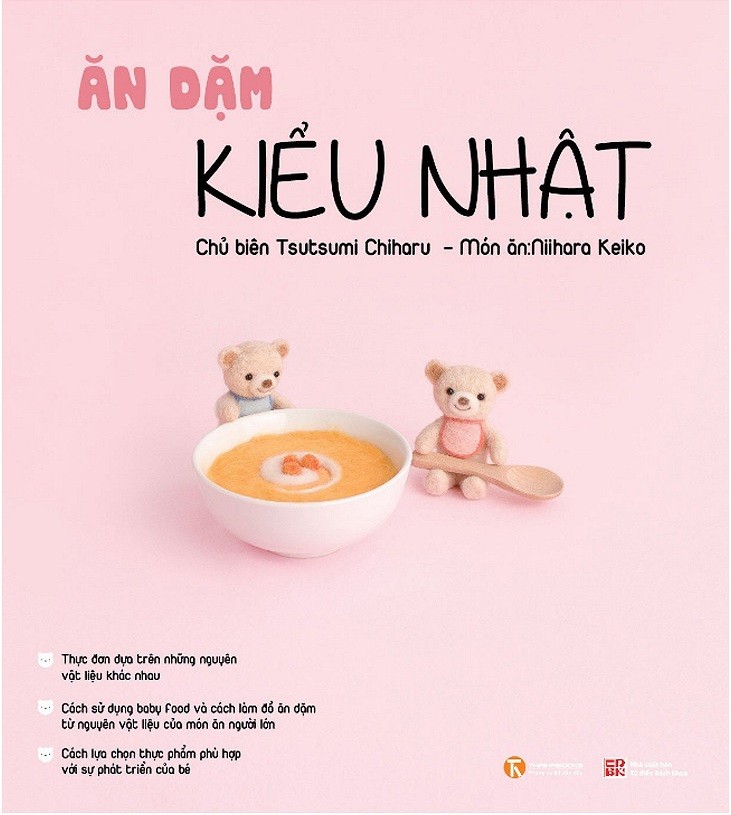 ĂN DẶM
KIỂU NHẬT
Chủ biên Tsutsumi Chiharu – Món ăn:Niihara Keiko
Thực đơn dựa trên những nguyên
vật liệu khác nhau
Cách sử dụng baby food và cách làm đồ ăn dặm
từ nguyên vật liệu của món ăn người lớn
Cách lựa chọn thực phẩm phù hợp
với sự phát triển của bé